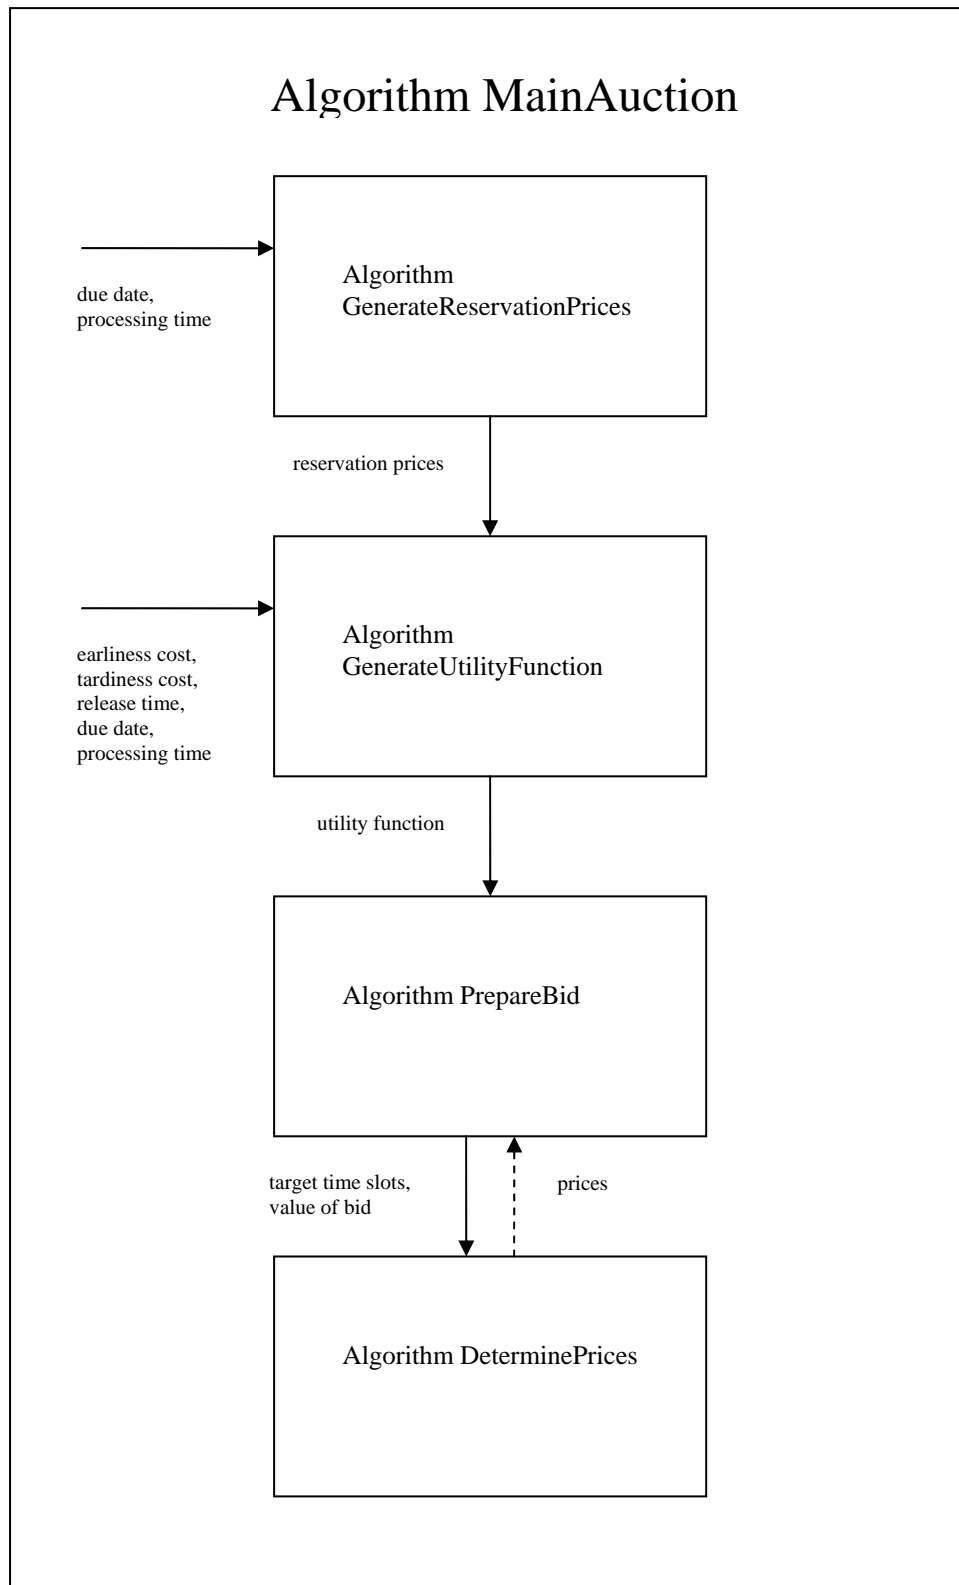 Algorithm MainAuction
Algorithm
GenerateReservationPrices
due date,
processing time
reservation prices
Algorithm
GenerateUtilityFunction
earliness cost,
tardiness cost,
release time,
due date,
processing time
utility function
Algorithm PrepareBid
target time slots,
value of bid
prices
Algorithm DeterminePrices